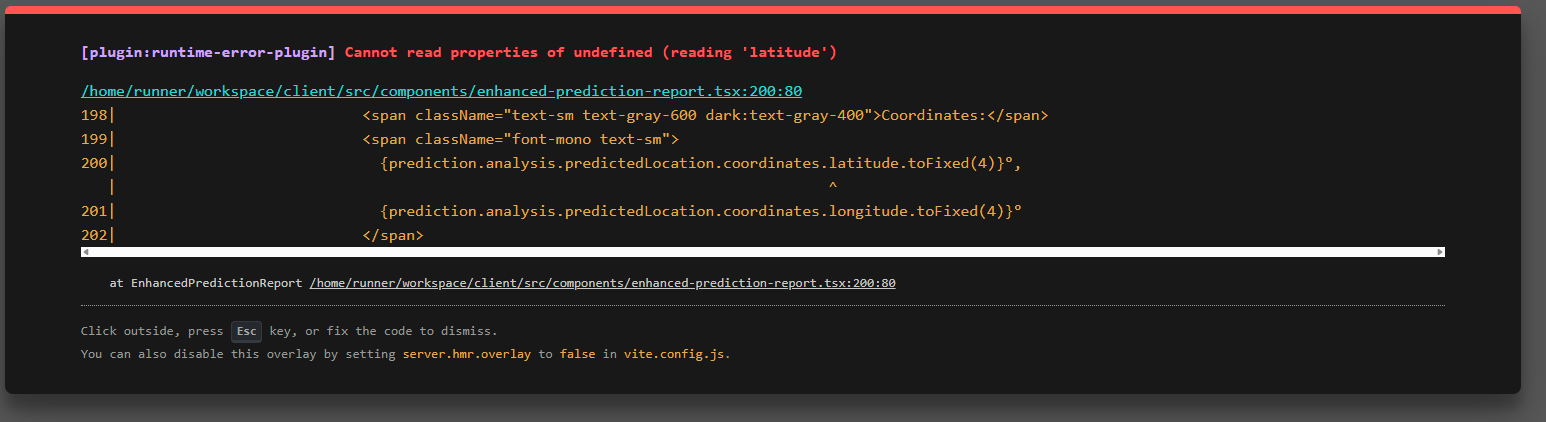 [plugin:runtime-error-plugin] Cannot read properties of undefined (reading 'latitude')
/home/runner/workspace/client/src/components/enhanced-prediction-report.tsx:200:80
198|                            <span className="text-sm text-gray-600 dark:text-gray-400">Coordinates:</span>
199|                            <span className="font-mono text-sm">
200|                              {prediction.analysis.predictedLocation.coordinates.latitude.toFixed(4)}°,
   |                                                                                ^
201|                              {prediction.analysis.predictedLocation.coordinates.longitude.toFixed(4)}°
202|                            </span>
at EnhancedPredictionReport /home/runner/workspace/client/src/components/enhanced-prediction-report.tsx:200:80
Click outside, press Esc key, or fix the code to dismiss.
You can also disable this overlay by setting server.hmr.overlay to false in vite.config.js.